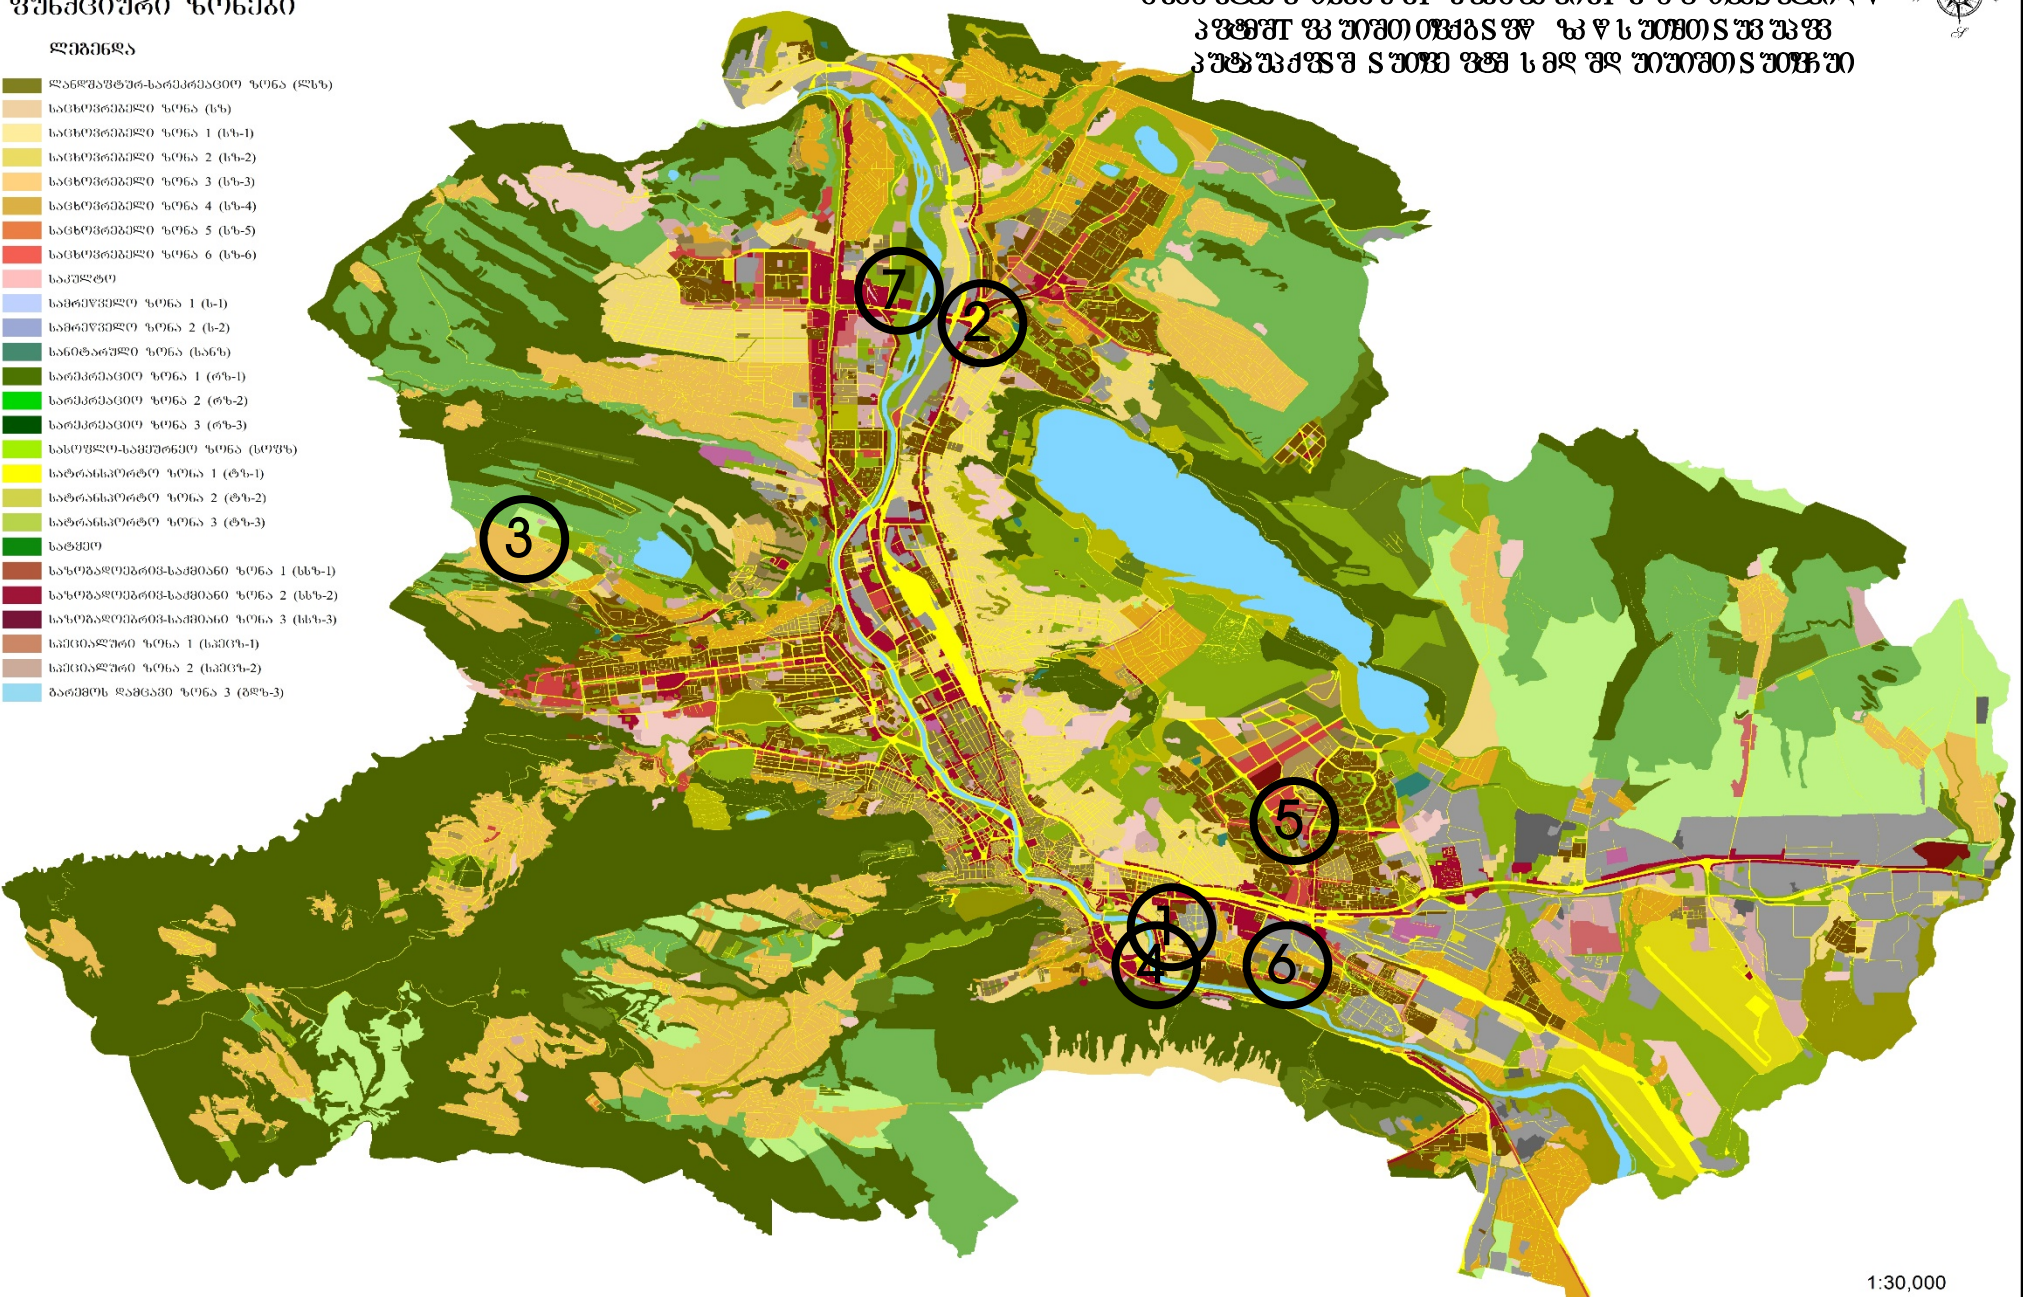 ფუნქციური ზონები
ლეგენდა
ლანდშაფტურ-სარეკრეაციო ზონა (ლსზ)
საცხოვრებელი ზონა (სზ)
საცხოვრებელი ზონა 1 (სზ-1)
საცხოვრებელი ზონა 2 (სზ-2)
საცხოვრებელი ზონა 3 (სზ-3)
საცხოვრებელი ზონა 4 (სზ-4)
საცხოვრებელი ზონა 5 (სზ-5)
საცხოვრებელი ზონა 6 (სზ-6)
საკულტო
სამრეწველო ზონა 1 (ს-1)
სამრეწველო ზონა 2 (ს-2)
სანიტარული ზონა (სანზ)
სარეკრეაციო ზონა 1 (რზ-1)
სარეკრეაციო ზონა 2 (რზ-2)
სარეკრეაციო ზონა 3 (რზ-3)
სასოფლო-სამეურნეო ზონა (სოფზ)
სატრანსპორტო ზონა 1 (ტზ-1)
სატრანსპორტო ზონა 2 (ტზ-2)
სატრანსპორტო ზონა 3 (ტზ-3)
სატყეო
საზოგადოებრივ-საქმიანი ზონა 1 (სსზ-1)
საზოგადოებრივ-საქმიანი ზონა 2 (სსზ-2)
საზოგადოებრივ-საქმიანი ზონა 3 (სსზ-3)
სპეციალური ზონა 1 (სპეცზ-1)
სპეციალური ზონა 2 (სპეცზ-2)
გარემოს დამცავი ზონა 3 (გდზ-3)
7
2
3
5
1
4
6
1:30,000